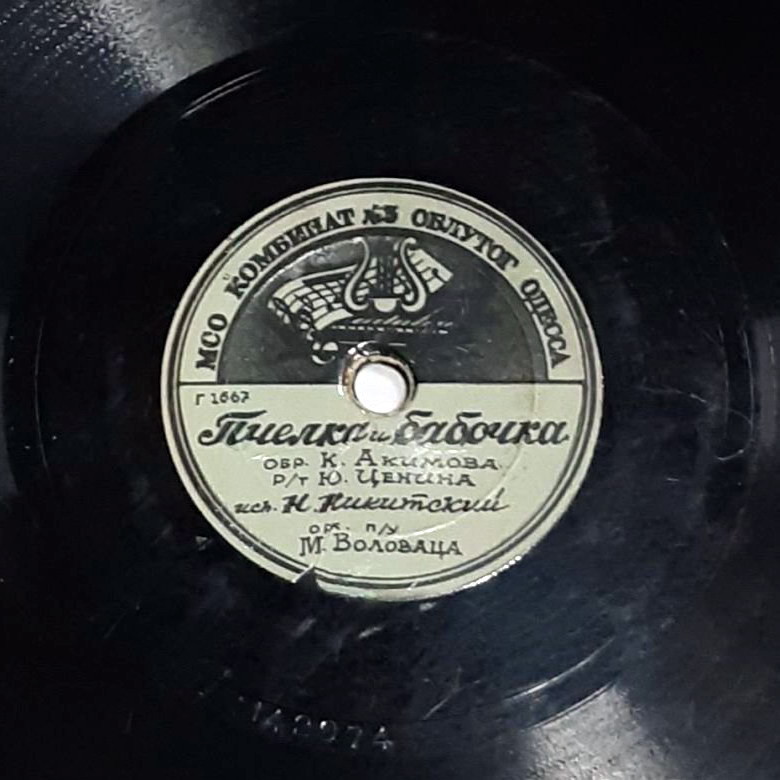 МСО "КОМБИНАТ №3 ОБЛУТОГ ОДЕССА
Г 1667
Пчелка и бабочка
ОБР. К. АКИМОВА
Р/Т Ю. ЦЕНИНА
исп. Н. Никитский
ОРК. П/У
М. ВОЛОВАЦА